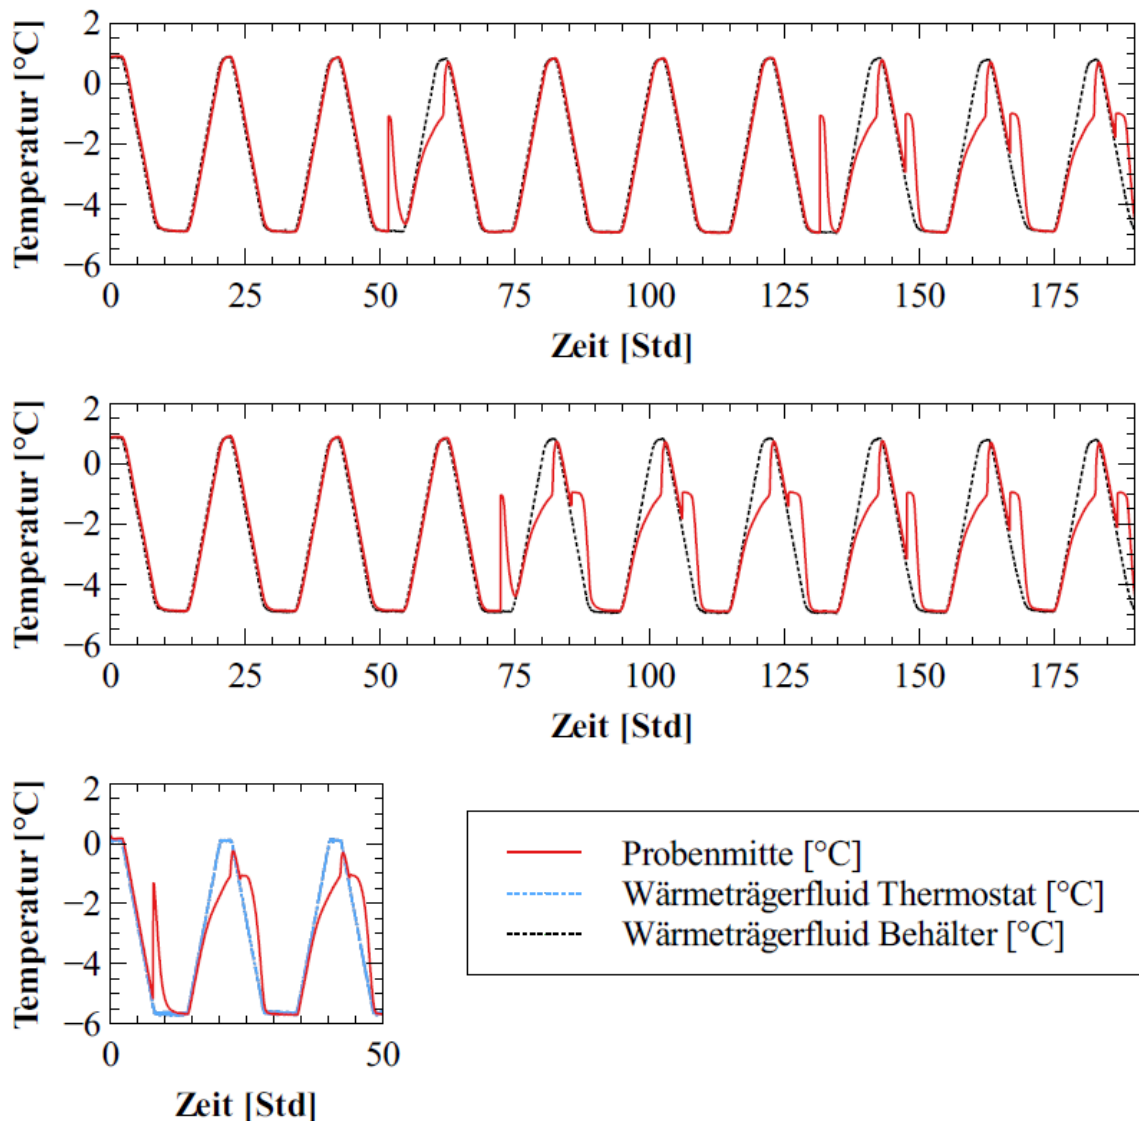 Temperatur [°C]
2
0
−2
−4
−6
0 25 50 75 100 125 150 175
Zeit [Std]
Temperatur [°C]
2
0
−2
−4
−6
0 25 50 75 100 125 150 175
Zeit [Std]
Temperatur [°C]
2
0
−2
−4
−6
0 50
Zeit [Std]
Probenmitte [°C]
Wärmeträgerfluid Thermostat [°C]
Wärmeträgerfluid Behälter [°C]